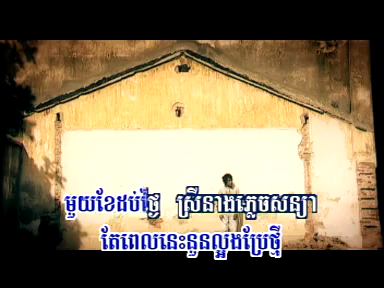 មួយខែដប់ថ្ងៃ ស្រីនាងភ្លេចសន្យា
តែពេលនេះនួនល្អងប្រែថ្មី